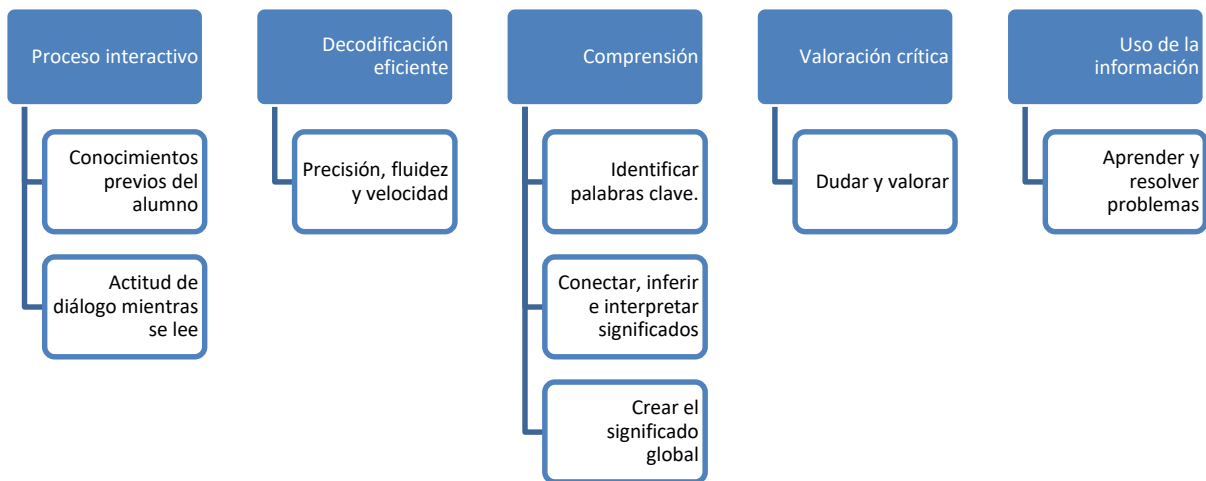 Proceso interactivo
Conocimientos
previos del
alumno
Actitud de
diálogo mientras
se lee
Decodificación
eficiente
Precisión, fluidez
y velocidad
Comprensión
Identificar
palabras clave.
Conectar, inferir
e interpretar
significados
Crear el
significado
global
Valoración crítica
Dudar y valorar
Uso de la
información
Aprender y
resolver
problemas